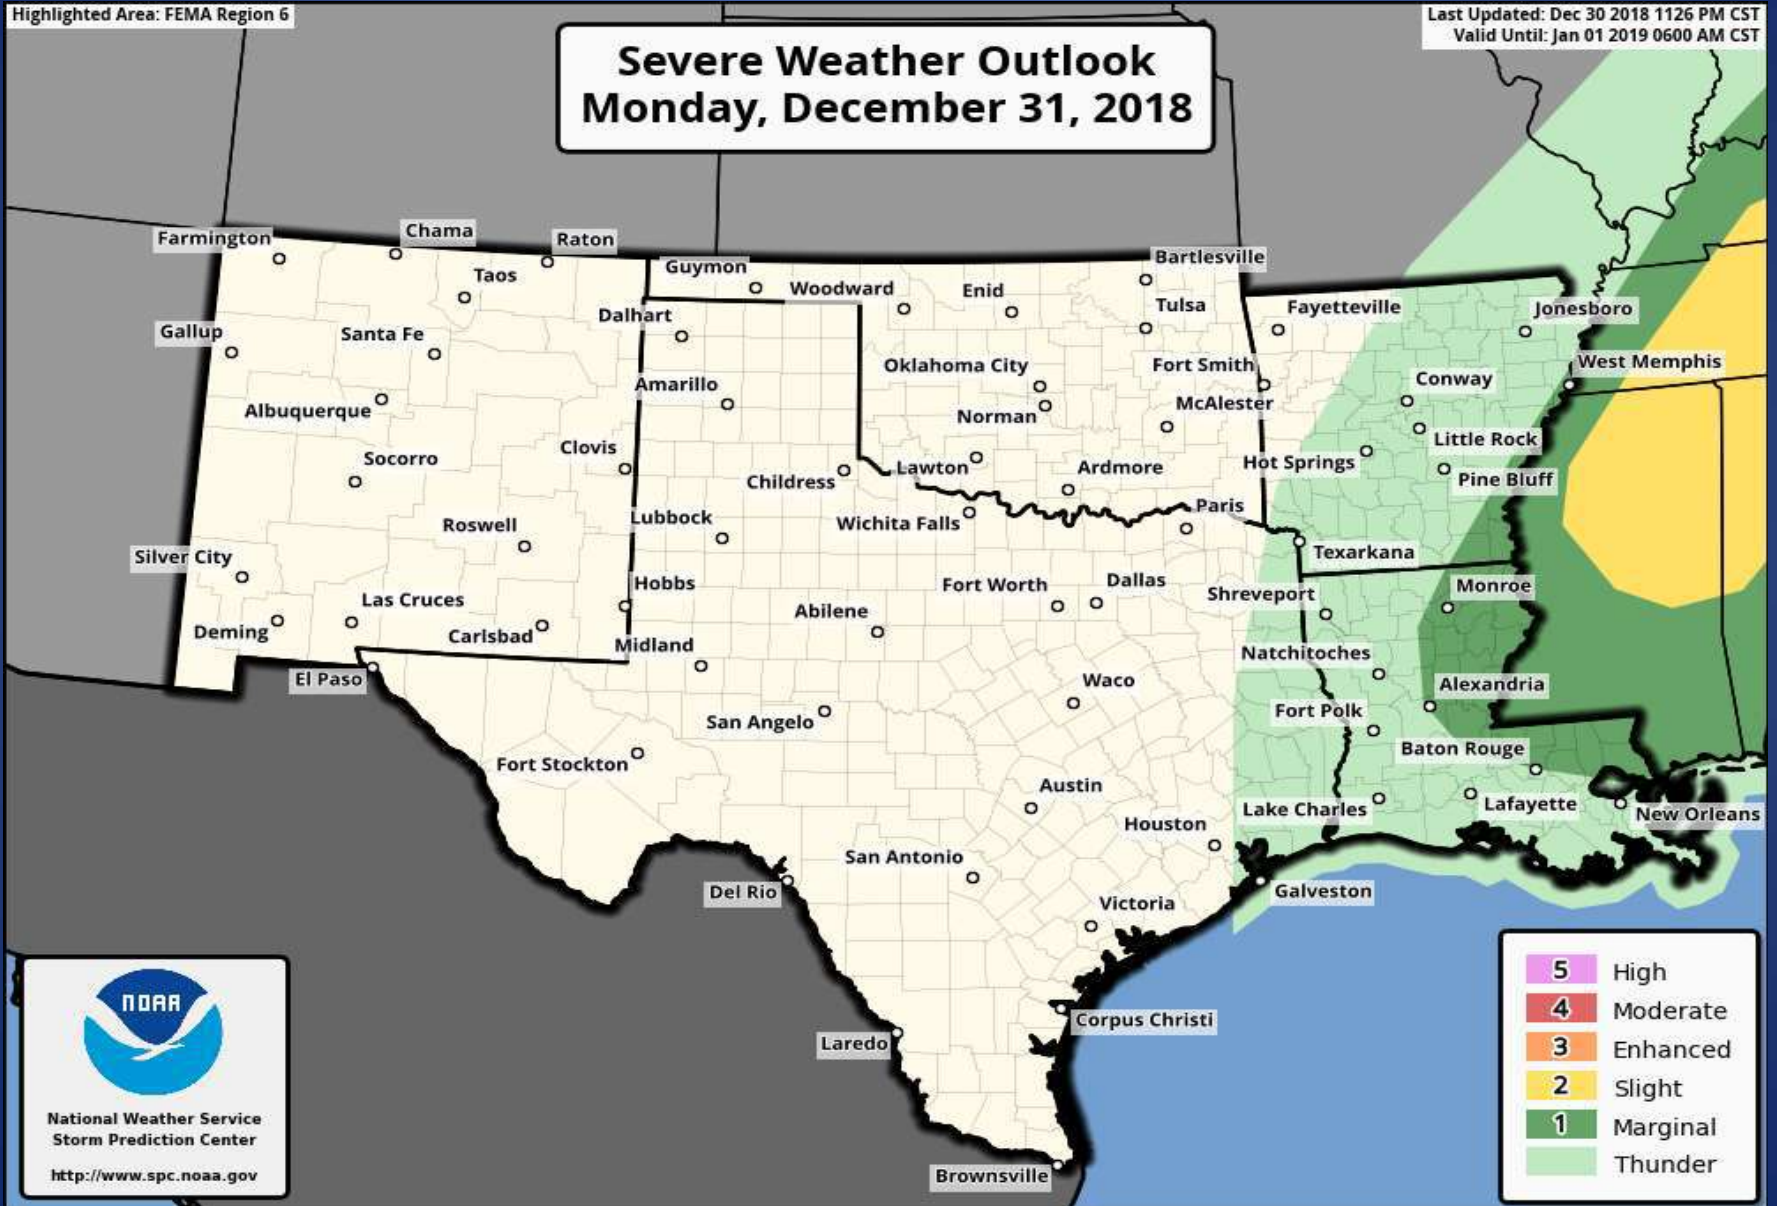 Highlighted Area: FEMA Region 6
Last Updated: Dec 30 2018 1126 PM CST
Valid Until: Jan 01 2019 0600 AM CST
Severe Weather Outlook
Monday, December 31, 2018
Farmington
Chama
Raton
Taos
Guymon
Woodward
Enid
Bartlesville
Tulsa
Fayetteville
Jonesboro
Gallup
Santa Fe
Dalhart
Oklahoma City
Fort Smith
West Memphis
Albuquerque
Amarillo
Norman
McAlester
Conway
Socorro
Clovis
Childress
Lawton
Ardmore
Hot Springs
Little Rock
Pine Bluff
Roswell
Lubbock
Wichita Falls
Paris
Texarkana
Silver City
Las Cruces
Hobbs
Abilene
Fort Worth
Dallas
Shreveport
Monroe
Deming
Carlsbad
Midland
Natchitoches
El Paso
San Angelo
Waco
Fort Polk
Alexandria
Fort Stockton
Austin
Baton Rouge
Houston
Lake Charles
Lafayette
New Orleans
San Antonio
Del Rio
Victoria
Galveston
Corpus Christi
Laredo
Brownsville
NOAA
National Weather Service
Storm Prediction Center
http://www.spc.noaa.gov
5 High
4 Moderate
3 Enhanced
2 Slight
1 Marginal
Thunder